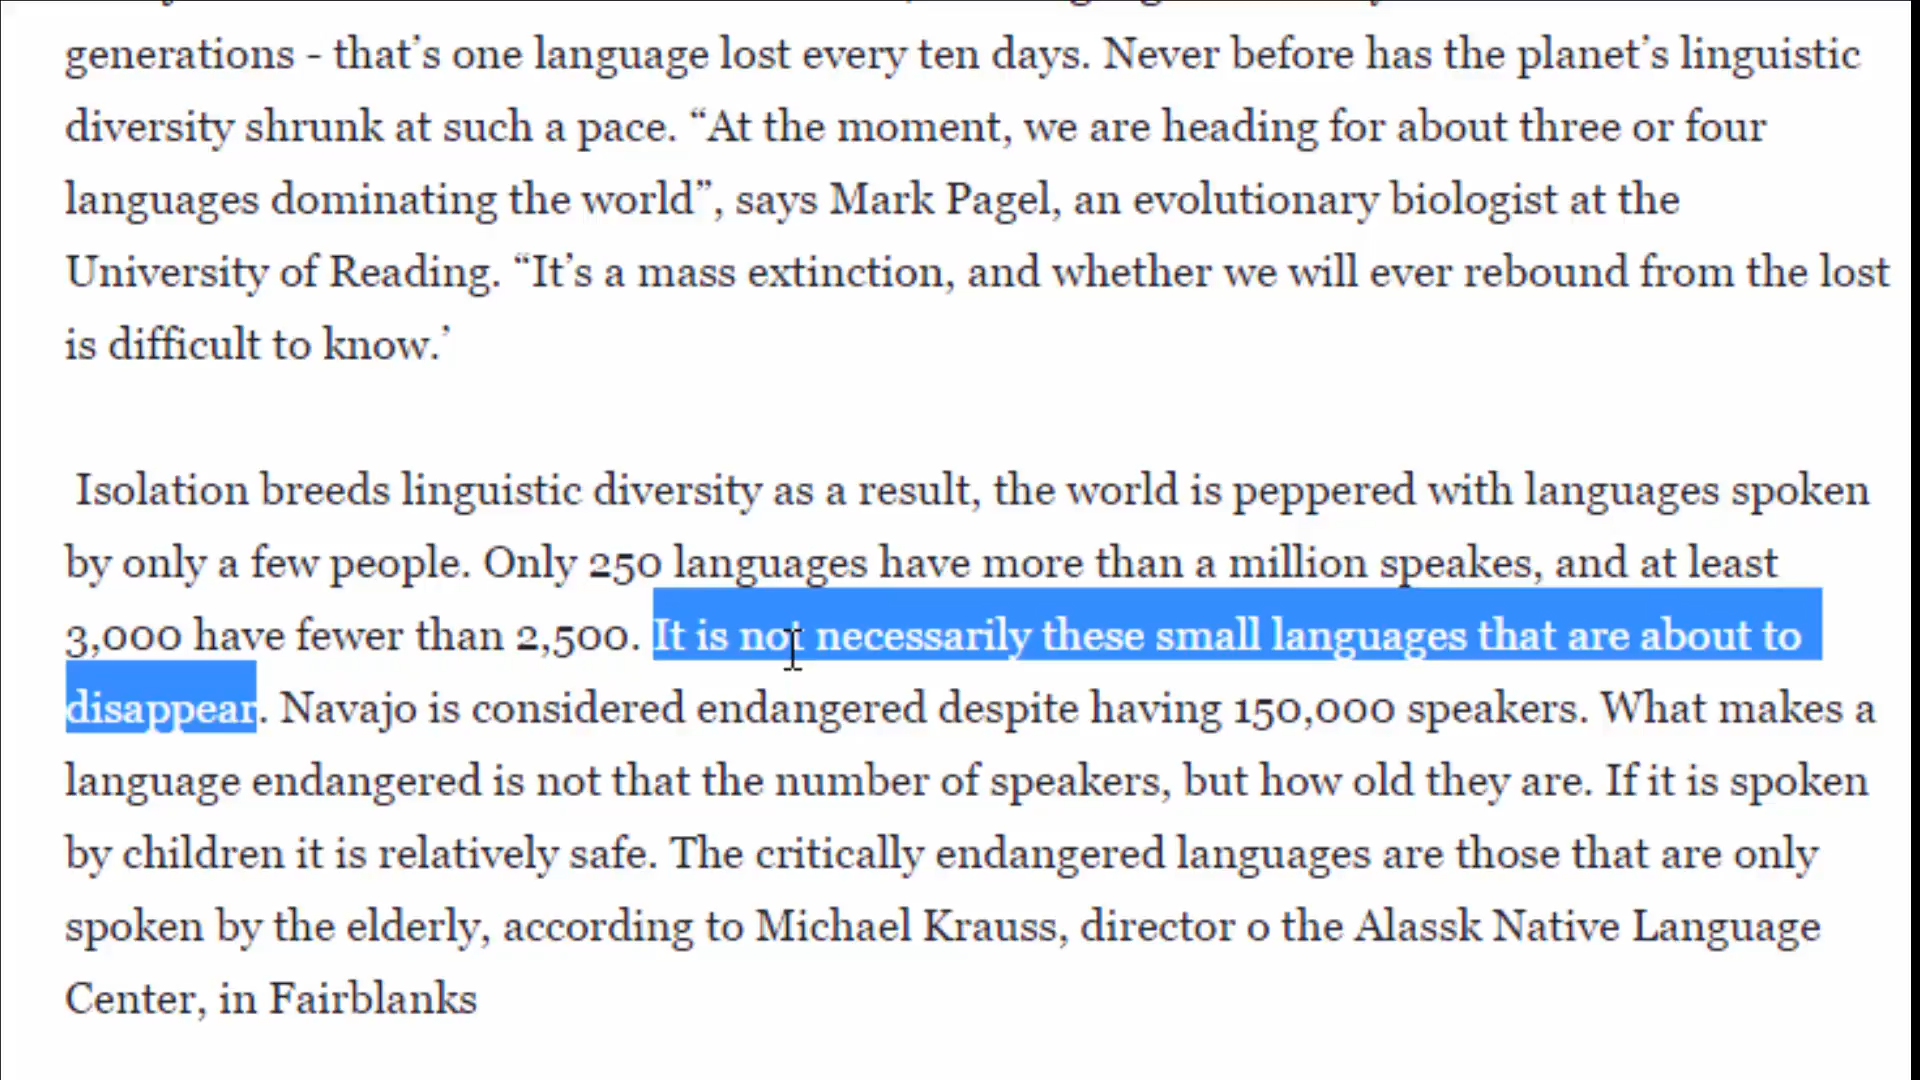 generations - that’s one language lost every ten days. Never before has the planet’s linguistic
diversity shrunk at such a pace. “At the moment, we are heading for about three or four
languages dominating the world”, says Mark Pagel, an evolutionary biologist at the
University of Reading. “It’s a mass extinction, and whether we will ever rebound from the lost
is difficult to know.’
Isolation breeds linguistic diversity as a result, the world is peppered with languages spoken
by only a few people. Only 250 languages have more than a million speakes, and at least
3,000 have fewer than 2,500. It is not necessarily these small languages that are about to
disappear. Navajo is considered endangered despite having 150,000 speakers. What makes a
language endangered is not that the number of speakers, but how old they are. If it is spoken
by children it is relatively safe. The critically endangered languages are those that are only
spoken by the elderly, according to Michael Krauss, director o the Alassk Native Language
Center, in Fairblanks